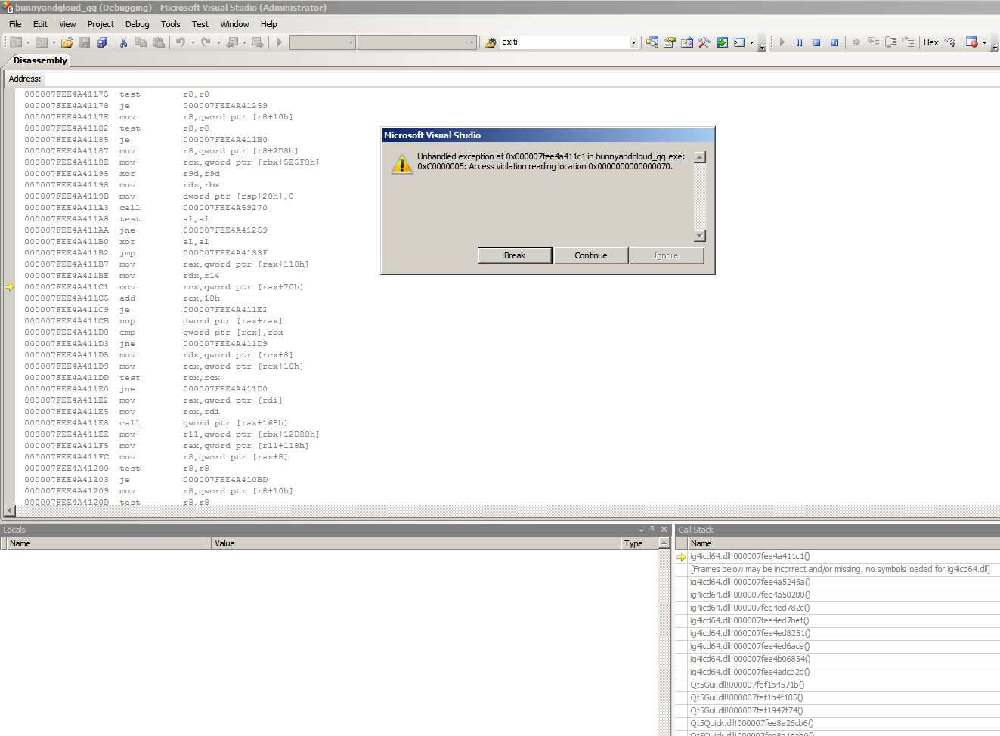 bunnyandqloud_qq (Debugging) - Microsoft Visual Studio (Administrator)
File Edit View Project Debug Tools Test Window Help
exiti Hex
Disassembly
Address:
000007FEE4A41175 test r8,r8
000007FEE4A41178 je 000007FEE4A41259
000007FEE4A4117E mov r8,qword ptr [r8+10h]
000007FEE4A41182 test r8,r8
000007FEE4A41185 je 000007FEE4A411B0
000007FEE4A41187 mov r8,qword ptr [r8+2D8h]
000007FEE4A4118E mov rcx,qword ptr [rbx+5E5F8h]
000007FEE4A41195 xor r9d,r9d
000007FEE4A41198 mov rdx,rbx
000007FEE4A4119B mov dword ptr [rsp+20h],0
000007FEE4A411A3 call 000007FEE4A59270
000007FEE4A411A8 test al,al
000007FEE4A411AA jne 000007FEE4A41259
000007FEE4A411B0 xor al,al
000007FEE4A411B2 jmp 000007FEE4A4133F
000007FEE4A411B7 mov rax,qword ptr [rax+118h]
000007FEE4A411BE mov rdx,r14
000007FEE4A411C1 mov rcx,qword ptr [rax+70h]
000007FEE4A411C5 add rcx,18h
000007FEE4A411C9 je 000007FEE4A411E2
000007FEE4A411CB nop dword ptr [rax+rax]
000007FEE4A411D0 cmp qword ptr [rcx],rbx
000007FEE4A411D3 jne 000007FEE4A411D9
000007FEE4A411D5 mov rdx,qword ptr [rcx+8]
000007FEE4A411D9 mov rcx,qword ptr [rcx+10h]
000007FEE4A411DD test rcx,rcx
000007FEE4A411E0 jne 000007FEE4A411D0
000007FEE4A411E2 mov rax,qword ptr [rdi]
000007FEE4A411E5 mov rcx,rdi
000007FEE4A411E8 call qword ptr [rax+168h]
000007FEE4A411EE mov r11,qword ptr [rbx+12D88h]
000007FEE4A411F5 mov rax,qword ptr [r11+118h]
000007FEE4A411FC mov r8,qword ptr [rax+8]
000007FEE4A41200 test r8,r8
000007FEE4A41203 je 000007FEE4A410BD
000007FEE4A41209 mov r8,qword ptr [r8+10h]
000007FEE4A4120D test r8,r8
Microsoft Visual Studio
Unhandled exception at 0x000007fee4a411c1 in bunnyandqloud_qq.exe:
0xC0000005: Access violation reading location 0x0000000000000070.
Break Continue Ignore
Locals
Name Value Type
Call Stack
Name
ig4icd64.dll!000007fee4a411c1()
[Frames below may be incorrect and/or missing, no symbols loaded for ig4icd64.dll]
ig4icd64.dll!000007fee4a5245a()
ig4icd64.dll!000007fee4a50200()
ig4icd64.dll!000007fee4ed782c()
ig4icd64.dll!000007fee4ed7bef()
ig4icd64.dll!000007fee4ed8251()
ig4icd64.dll!000007fee4ed6ace()
ig4icd64.dll!000007fee4b06854()
ig4icd64.dll!000007fee4adcb2d()
Qt5Gui.dll!000007fef1b4571b()
Qt5Gui.dll!000007fef1b4f185()
Qt5Gui.dll!000007fef1947f74()
Qt5Quick.dll!000007fee8a26cb6()
Qt5Quick.dll!000007fee8a1dab9()